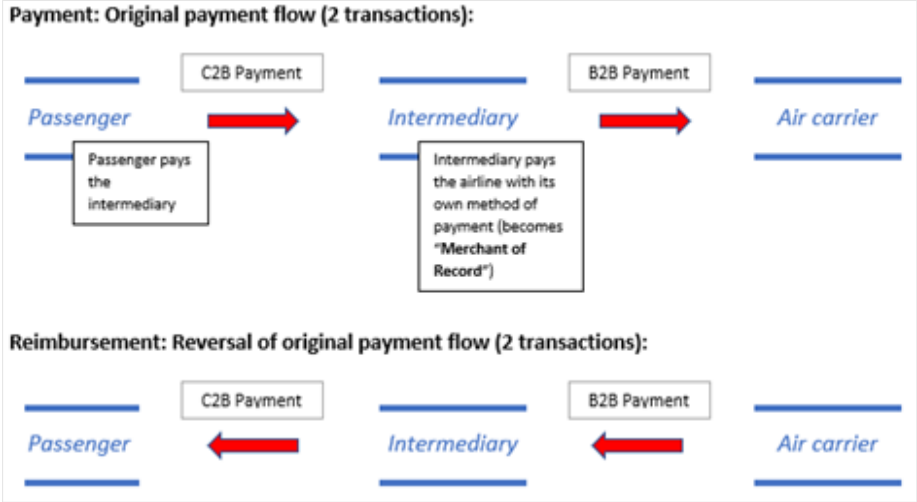 Payment: Original payment flow (2 transactions):
C2B Payment
B2B Payment
Passenger
Intermediary
Air carrier
Passenger pays
the
intermediary
Intermediary pays
the airline with its
own method of
payment (becomes
“Merchant of
Record”)
Reimbursement: Reversal of original payment flow (2 transactions):
C2B Payment
B2B Payment
Passenger
Intermediary
Air carrier